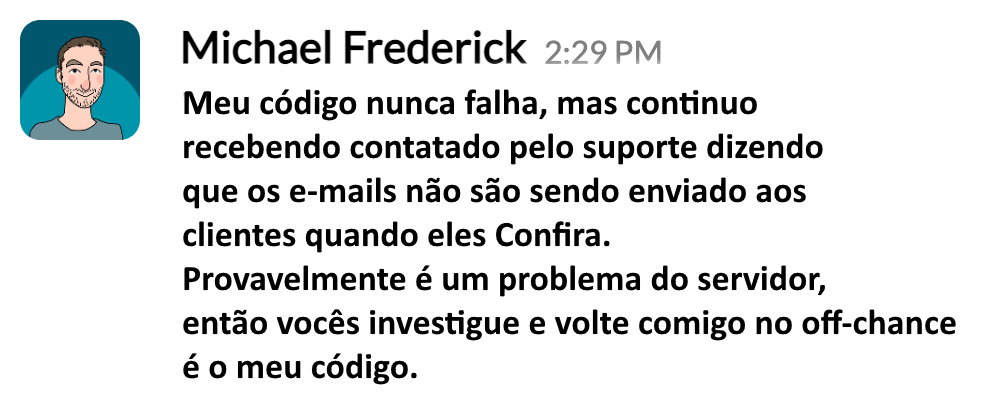 Michael Frederick 2:29 PM
Meu código nunca falha, mas continuo
recebendo contatado pelo suporte dizendo
que os e-mails não são sendo enviado aos
clientes quando eles Confira.
Provavelmente é um problema do servidor,
então vocês investigue e volte comigo no off-chance
é o meu código.